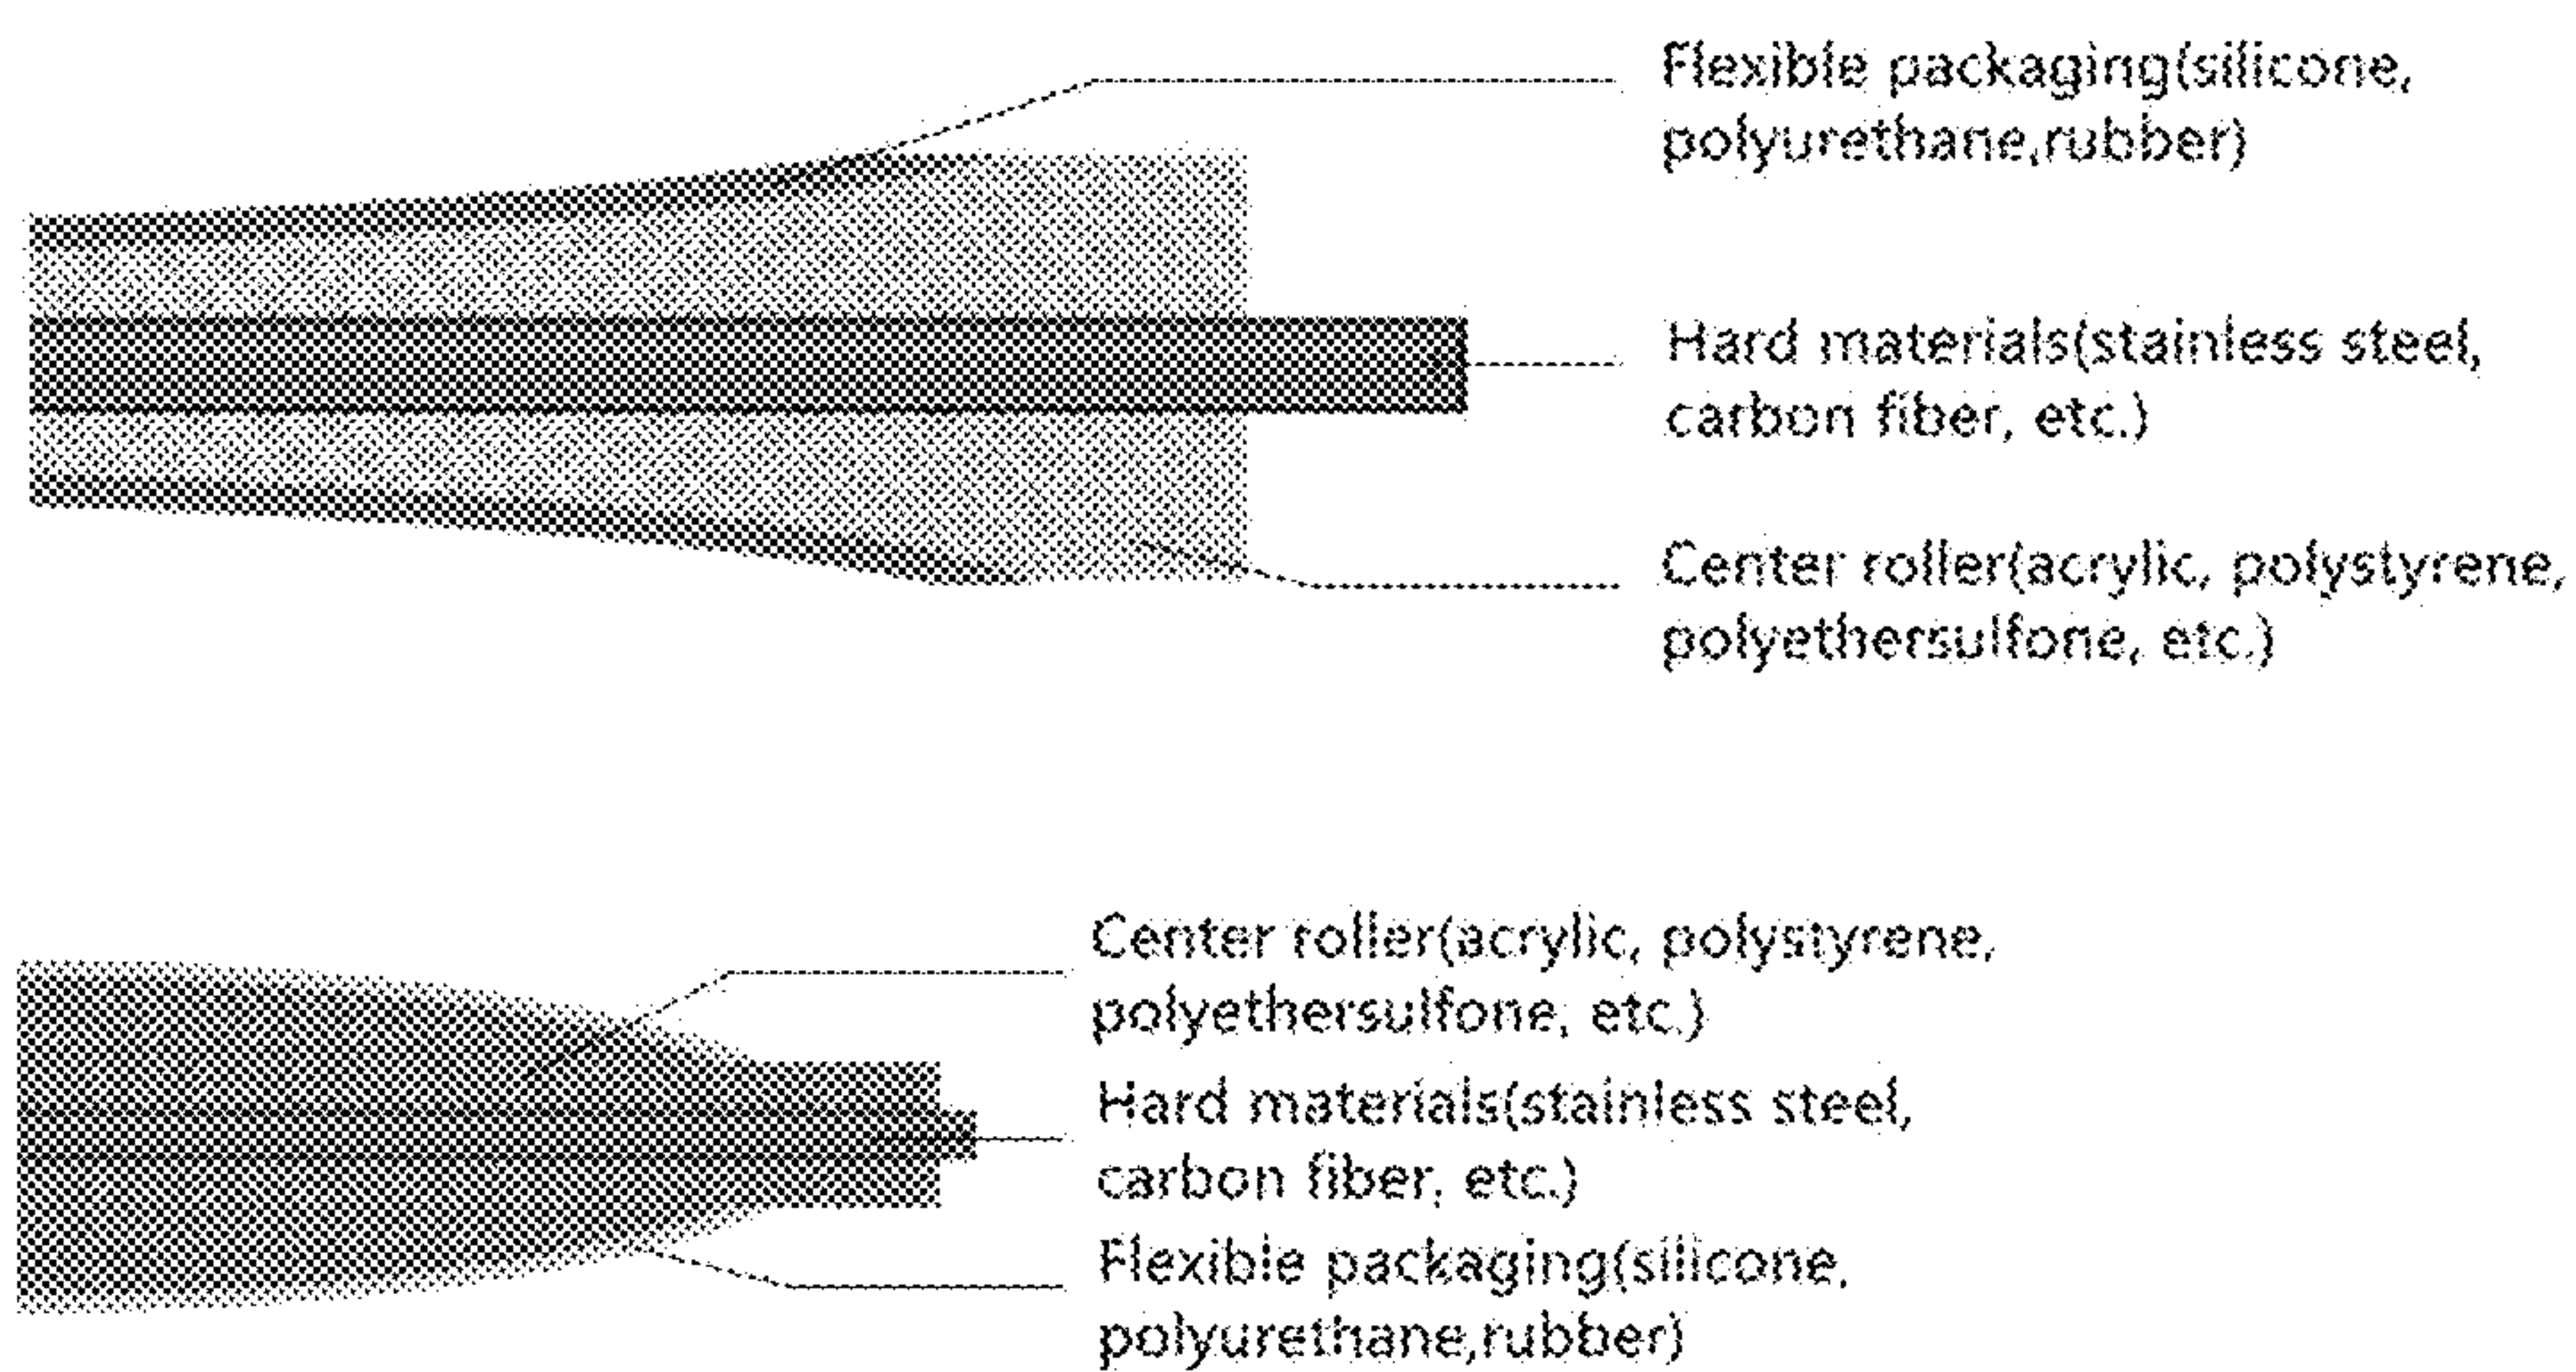 Flexible packaging(silicone,
polyurethane,rubber)
Hard materials(stainless steel,
carbon fiber, etc.)
Center roller(acrylic, polystyrene,
polyethersulfone, etc.)
Center roller(acrylic, polystyrene,
polyethersulfone, etc.)
Hard materials(stainless steel,
carbon fiber, etc.)
Flexible packaging(silicone,
polyurethane,rubber)